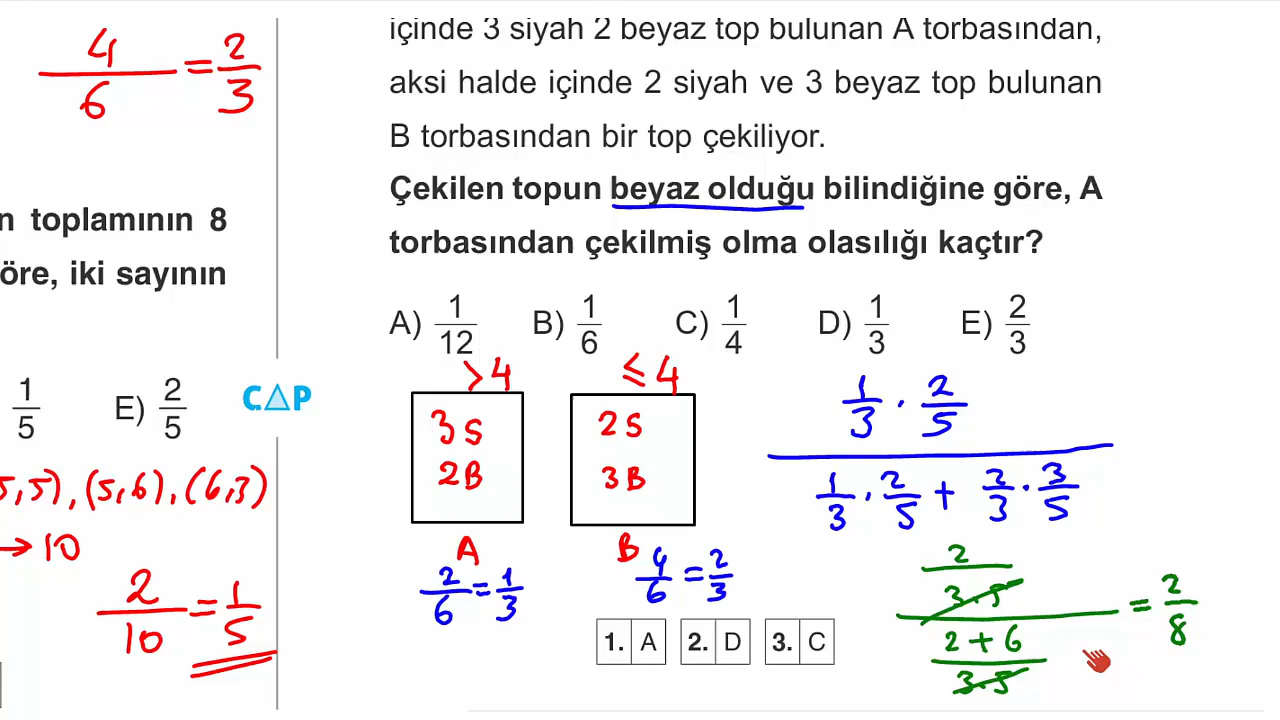 4/6 = 2/3
n toplamının 8
öre, iki sayının
1/5 E) 2/5
CAP
5,5), (5,6), (6,3)
→ 10
2/10 = 1/5
içinde 3 siyah 2 beyaz top bulunan A torbasından,
aksi halde içinde 2 siyah ve 3 beyaz top bulunan
B torbasından bir top çekiliyor.
Çekilen topun beyaz olduğu bilindiğine göre, A
torbasından çekilmiş olma olasılığı kaçtır?
A) 1/12 B) 1/6 C) 1/4 D) 1/3 E) 2/3
>4 ≤4
3S 2S
2B 3B
A B
2/6 = 1/3 4/6 = 2/3
1/3 . 2/5
1/3 . 2/5 + 2/3 . 3/5
2
3.5
2 + 6
3.5
= 2/8
1. A 2. D 3. C